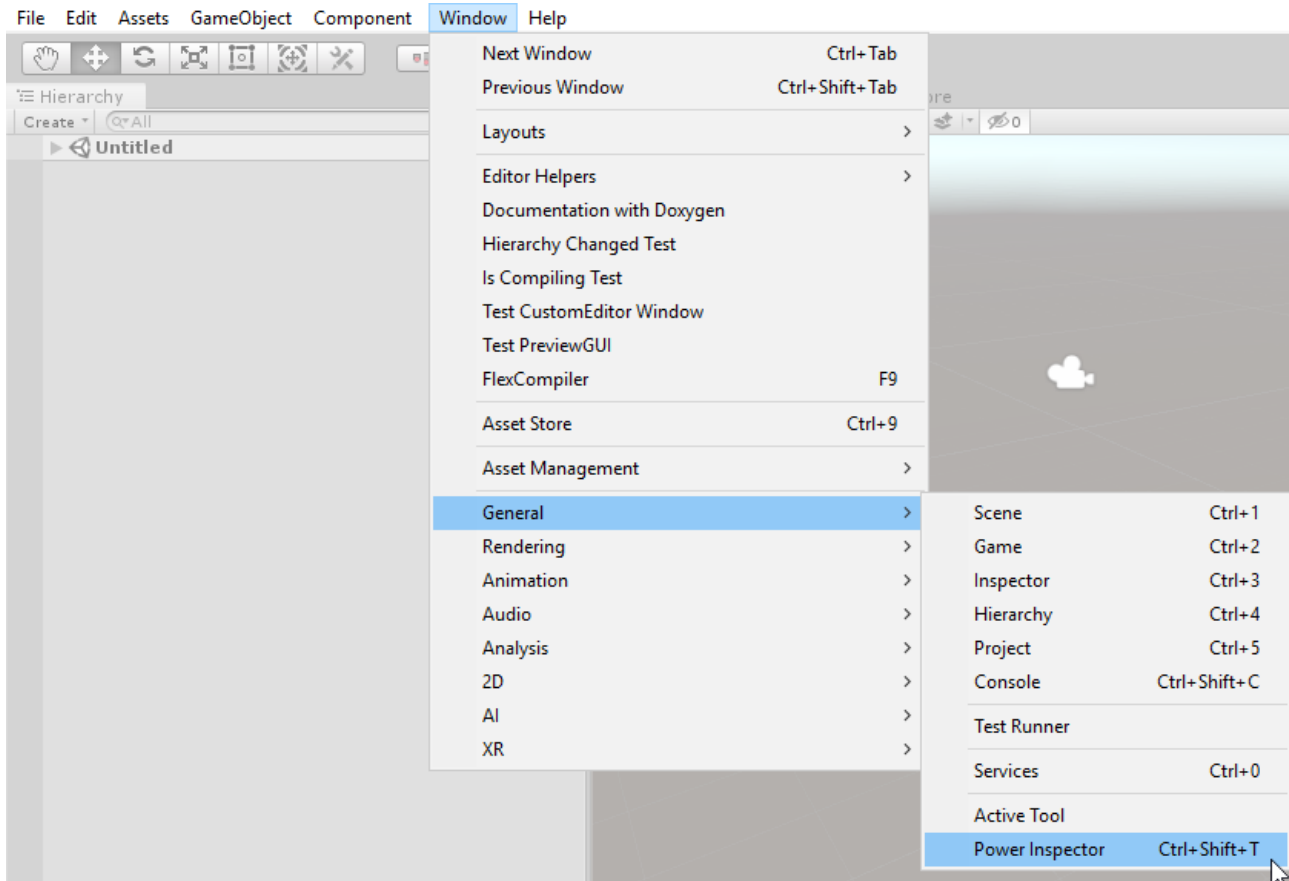 File Edit Assets GameObject Component Window Help
Next Window Ctrl+Tab
Previous Window Ctrl+Shift+Tab
Hierarchy
Create All
0
Layouts
Untitled
Editor Helpers
Documentation with Doxygen
Hierarchy Changed Test
Is Compiling Test
Test CustomEditor Window
Test PreviewGUI
FlexCompiler F9
Asset Store Ctrl+9
Asset Management
General
Rendering
Animation
Audio
Analysis
2D
AI
XR
Scene Ctrl+1
Game Ctrl+2
Inspector Ctrl+3
Hierarchy Ctrl+4
Project Ctrl+5
Console Ctrl+Shift+C
Test Runner
Services Ctrl+0
Active Tool
Power Inspector Ctrl+Shift+T